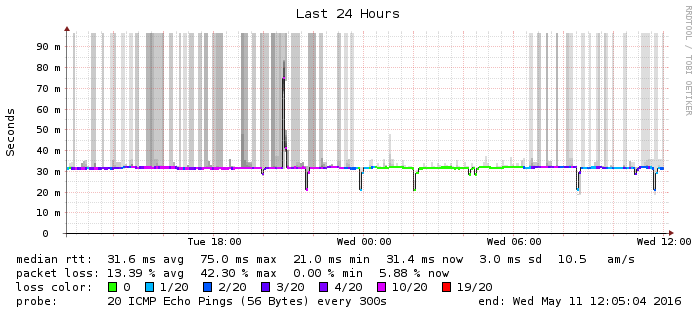 Last 24 Hours
RRDTOOL / TOBI OETIKER
Seconds
90 m
80 m
70 m
60 m
50 m
40 m
30 m
20 m
10 m
0
Tue 18:00 Wed 00:00 Wed 06:00 Wed 12:00
median rtt: 31.6 ms avg 75.0 ms max 21.0 ms min 31.4 ms now 3.0 ms sd 10.5 am/s
packet loss: 13.39 % avg 42.30 % max 0.00 % min 5.88 % now
loss color: 0 1/20 2/20 3/20 4/20 10/20 19/20
probe: 20 ICMP Echo Pings (56 Bytes) every 300s end: Wed May 11 12:05:04 2016